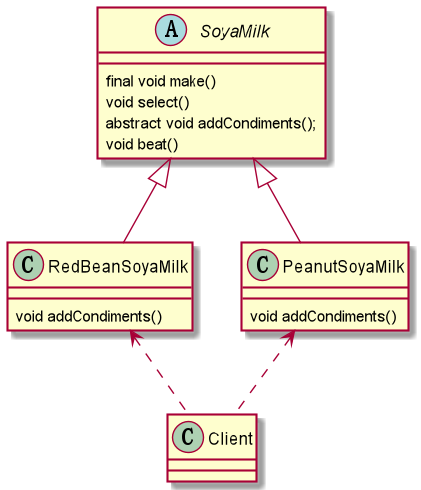 A SoyaMilk
final void make()
void select()
abstract void addCondiments();
void beat()
C RedBeanSoyaMilk
void addCondiments()
C PeanutSoyaMilk
void addCondiments()
C Client